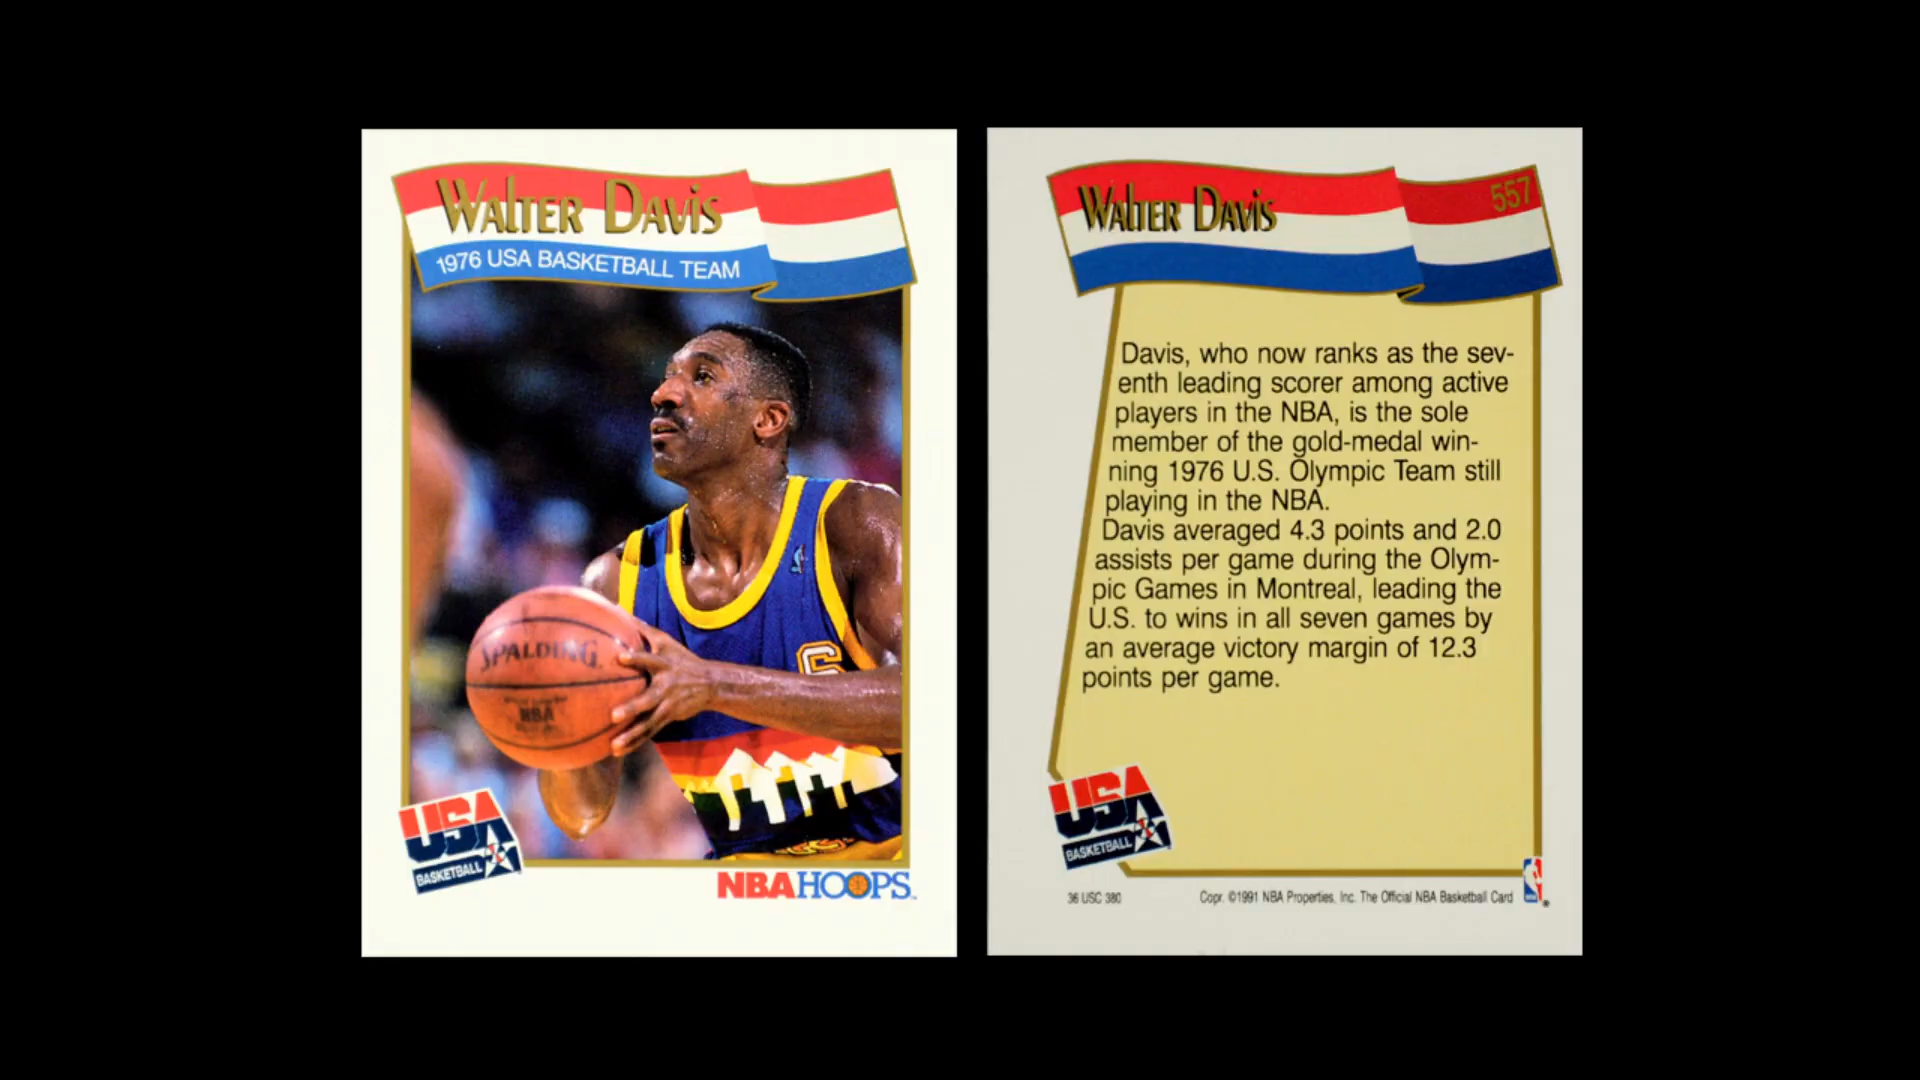 WALTER DAVIS
1976 USA BASKETBALL TEAM
SPALDING
NBA
6
USA
BASKETBALL
NBA HOOPS
WALTER DAVIS
557
Davis, who now ranks as the sev-
enth leading scorer among active
players in the NBA, is the sole
member of the gold-medal win-
ning 1976 U.S. Olympic Team still
playing in the NBA.
Davis averaged 4.3 points and 2.0
assists per game during the Olym-
pic Games in Montreal, leading the
U.S. to wins in all seven games by
an average victory margin of 12.3
points per game.
USA
BASKETBALL
36 USC 380
Copr. ©1991 NBA Properties, Inc. The Official NBA Basketball Card